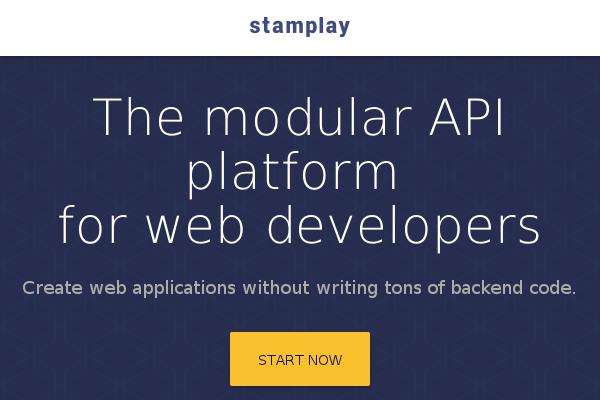 stamplay
The modular API
platform
for web developers
Create web applications without writing tons of backend code.
START NOW